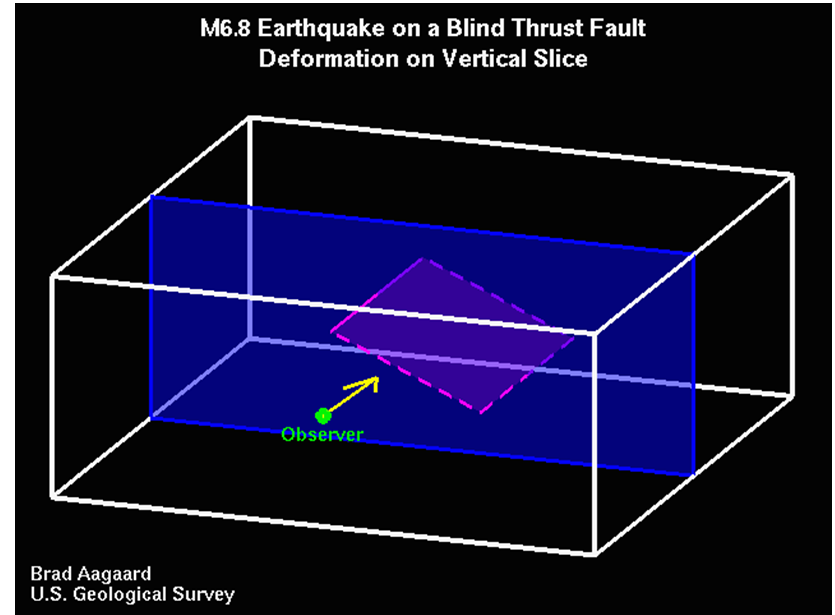 M6.8 Earthquake on a Blind Thrust Fault
Deformation on Vertical Slice
Observer
Brad Aagaard
U.S. Geological Survey